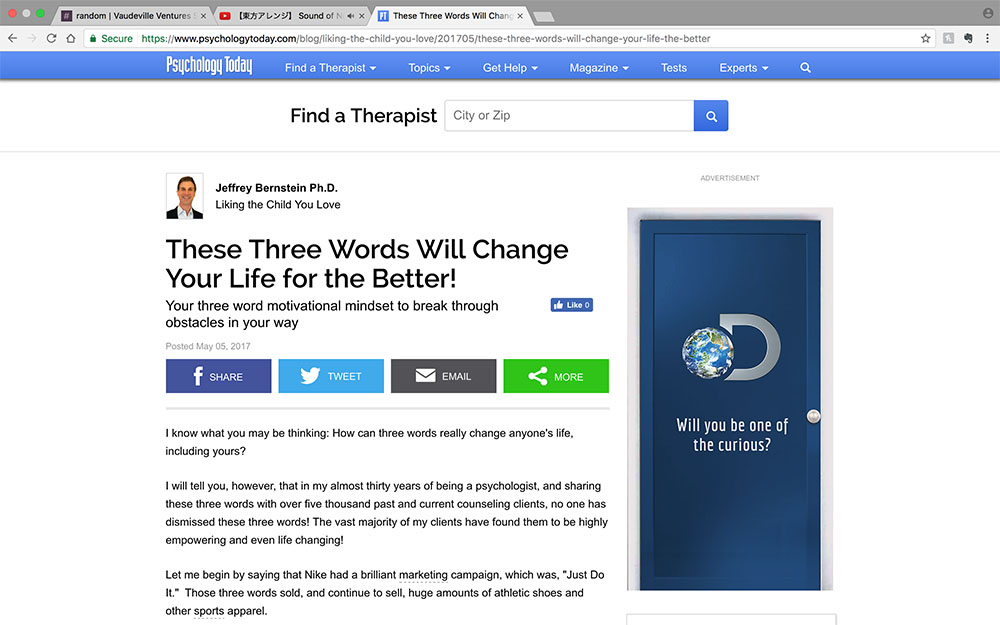 random | Vaudeville Ventures
【東方アレンジ】 Sound of N
These Three Words Will Chang
Secure
https://www.psychologytoday.com/blog/liking-the-child-you-love/201705/these-three-words-will-change-your-life-the-better
Psychology Today
Find a Therapist
Topics
Get Help
Magazine
Tests
Experts
Find a Therapist
City or Zip
Jeffrey Bernstein Ph.D.
Liking the Child You Love
ADVERTISEMENT
These Three Words Will Change
Your Life for the Better!
Your three word motivational mindset to break through
obstacles in your way
Like 0
Posted May 05, 2017
SHARE
TWEET
EMAIL
MORE
Will you be one of
the curious?
I know what you may be thinking: How can three words really change anyone's life,
including yours?
I will tell you, however, that in my almost thirty years of being a psychologist, and sharing
these three words with over five thousand past and current counseling clients, no one has
dismissed these three words! The vast majority of my clients have found them to be highly
empowering and even life changing!
Let me begin by saying that Nike had a brilliant marketing campaign, which was, "Just Do
It." Those three words sold, and continue to sell, huge amounts of athletic shoes and
other sports apparel.